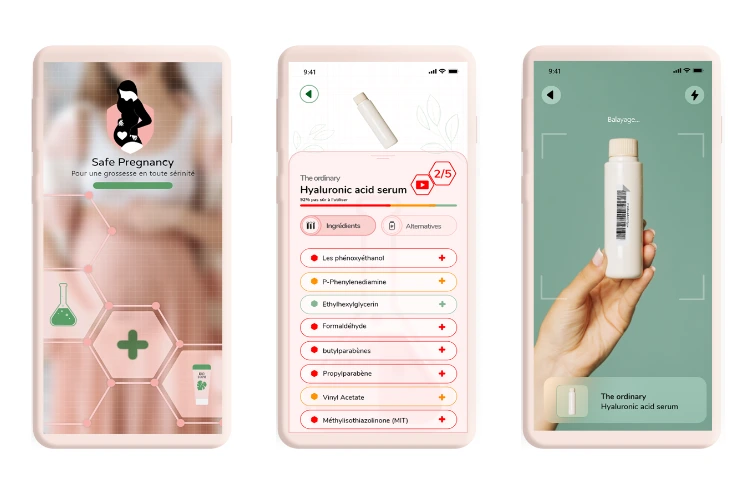 Safe Pregnancy
Pour une grossesse en toute sérinité
9:41
The ordinary
Hyaluronic acid serum
2/5
92% pas sûr à l'utiliser
Ingrédients
Alternatives
Les phénoxyéthanol
P-Phenylenediamine
Ethylhexylglycerin
Formaldéhyde
butylparabènes
Propylparabène
Vinyl Acetate
Méthylisothiazolinone (MIT)
9:41
Balayage...
The ordinary
Hyaluronic acid serum